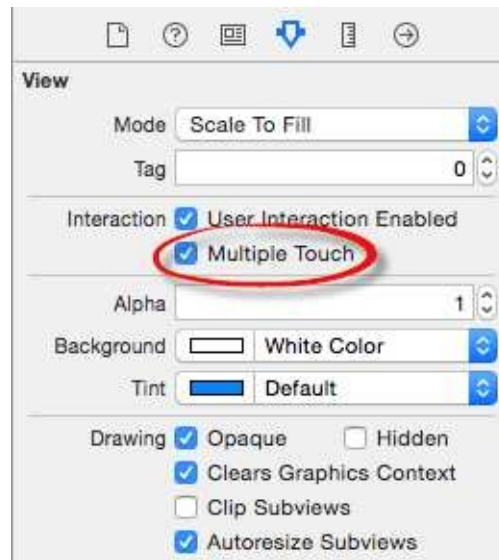 View
Mode Scale To Fill
Tag 0
Interaction User Interaction Enabled
Multiple Touch
Alpha 1
Background White Color
Tint Default
Drawing Opaque Hidden
Clears Graphics Context
Clip Subviews
Autoresize Subviews